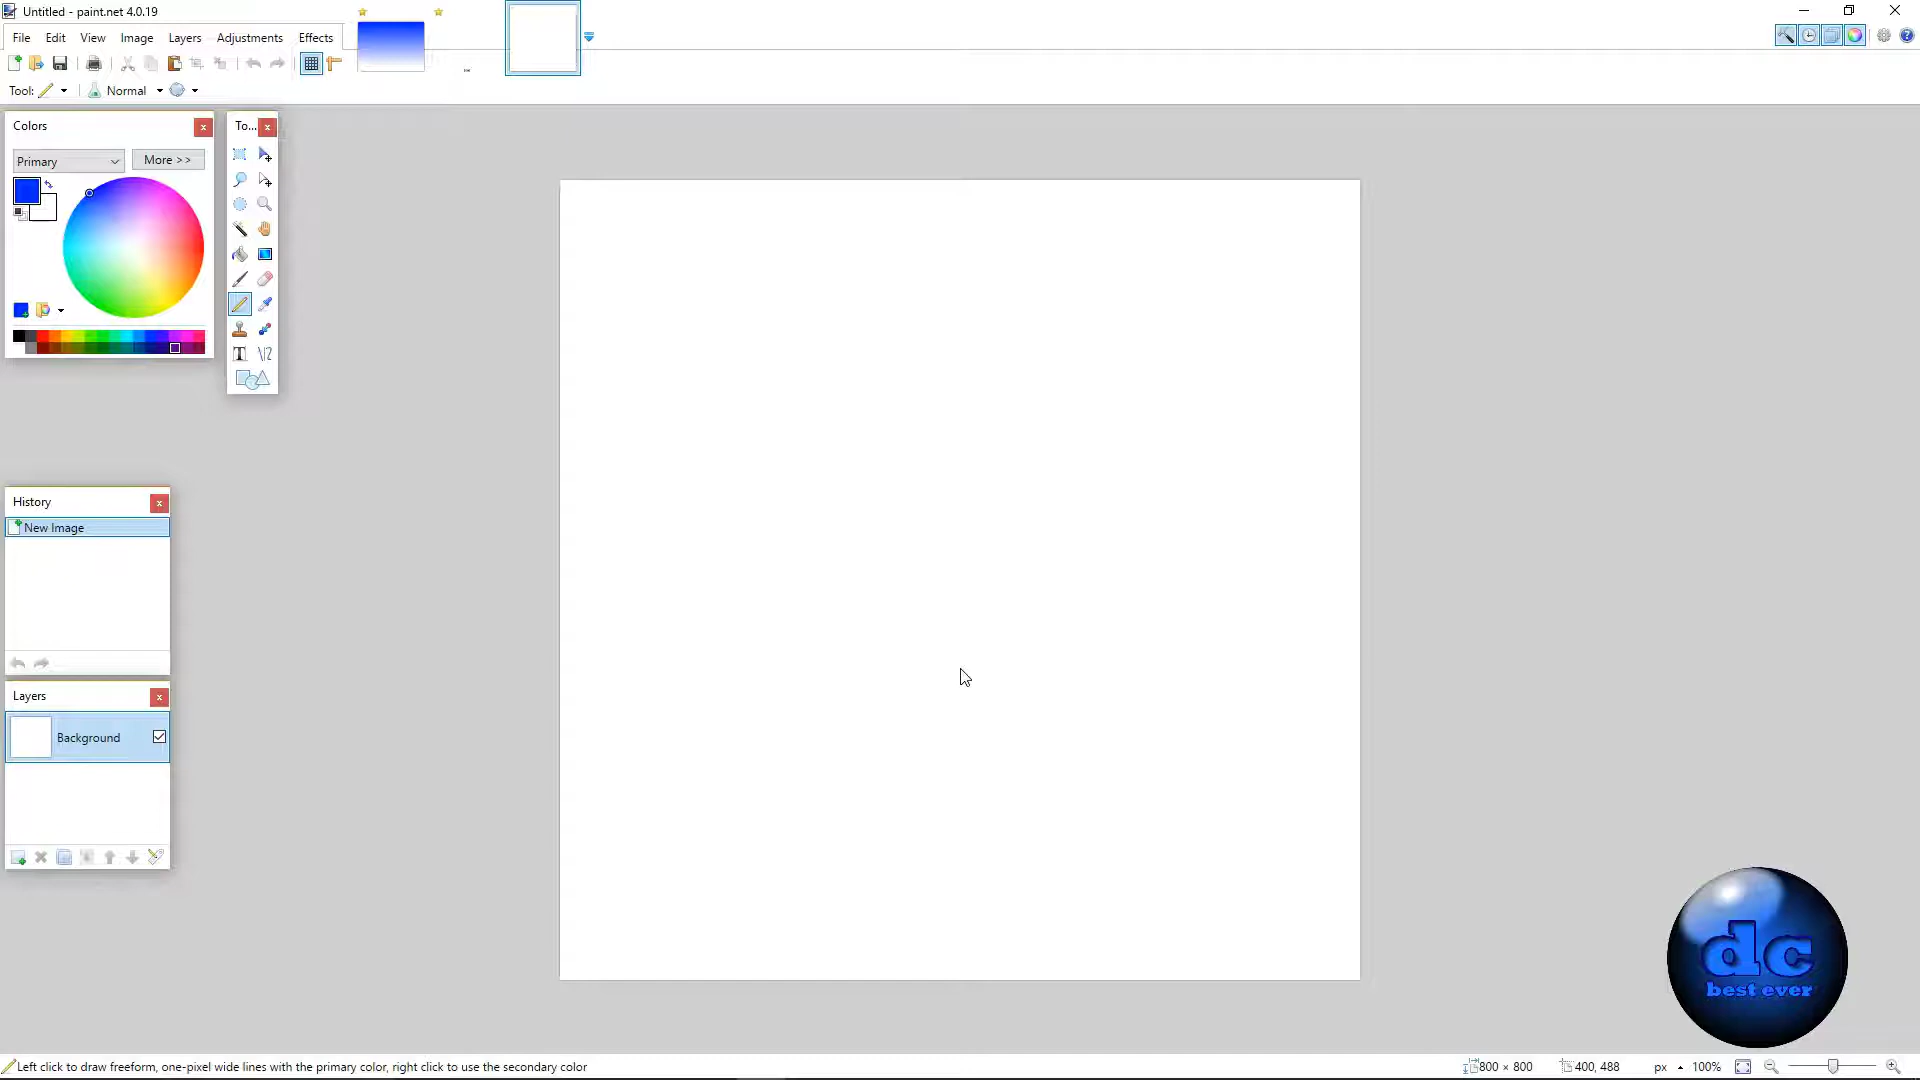 Untitled - paint.net 4.0.19
File Edit View Image Layers Adjustments Effects
Tool: Normal
Colors
To...
Primary
More >>
History
New Image
Layers
Background
dc
best ever
Left click to draw freeform, one-pixel wide lines with the primary color, right click to use the secondary color
800 × 800
400, 488
px
100%